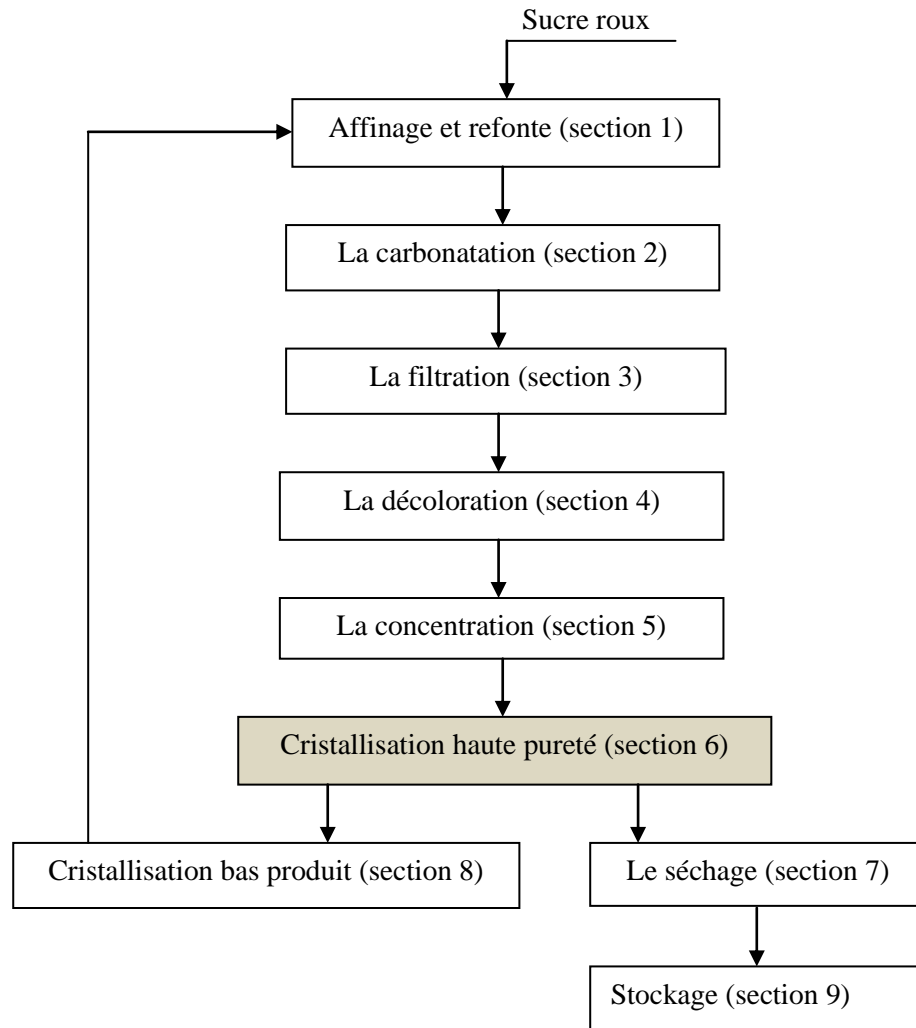 Sucre roux
Affinage et refonte (section 1)
La carbonatation (section 2)
La filtration (section 3)
La décoloration (section 4)
La concentration (section 5)
Cristallisation haute pureté (section 6)
Cristallisation bas produit (section 8)
Le séchage (section 7)
Stockage (section 9)